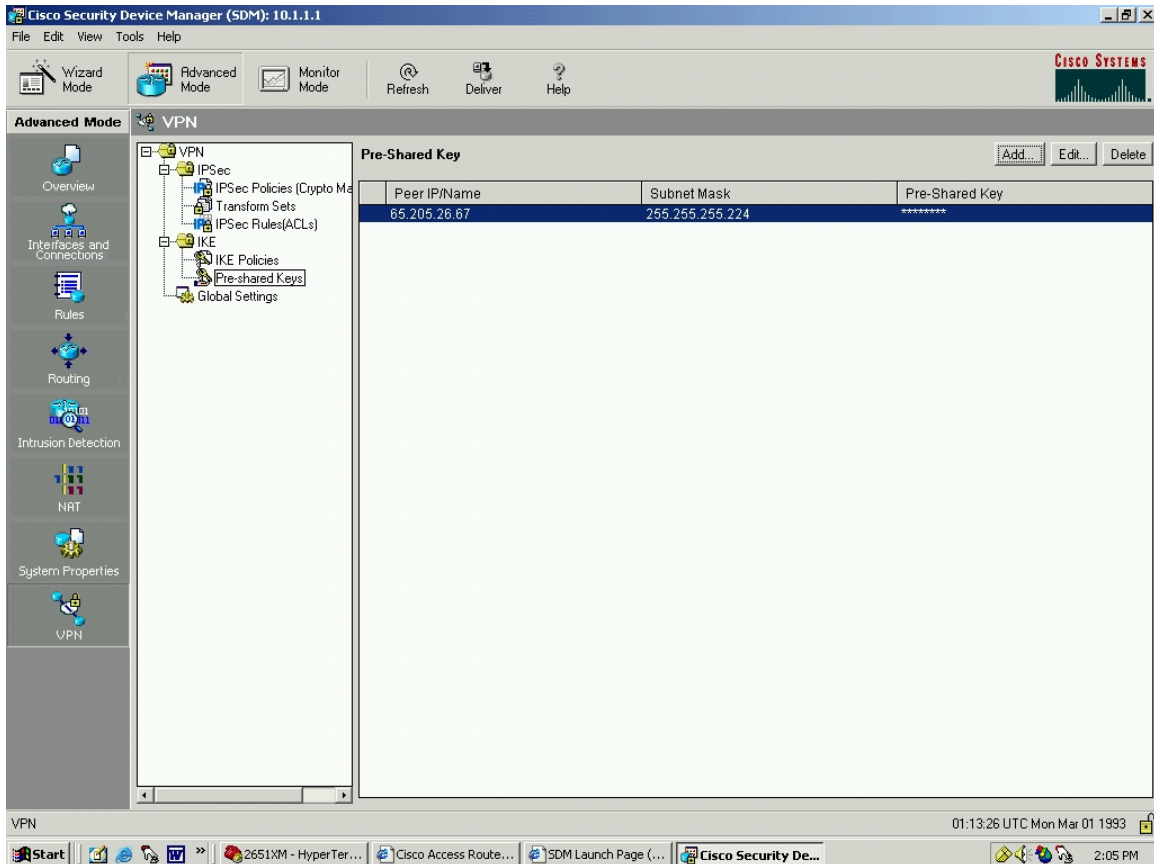 Cisco Security Device Manager (SDM): 10.1.1.1
File Edit View Tools Help
Wizard Mode
Advanced Mode
Monitor Mode
Refresh
Deliver
Help
CISCO SYSTEMS
Advanced Mode
VPN
Overview
Interfaces and Connections
Rules
Routing
Intrusion Detection
NAT
System Properties
VPN
VPN
IPSec
IPSec Policies (Crypto Ma
Transform Sets
IPSec Rules(ACLs)
IKE
IKE Policies
Pre-shared Keys
Global Settings
Pre-Shared Key
Add... Edit... Delete
Peer IP/Name Subnet Mask Pre-Shared Key
65.205.26.67 255.255.255.224 ********
VPN
01:13:26 UTC Mon Mar 01 1993
Start
»
2651XM - HyperTer...
Cisco Access Route...
SDM Launch Page (...
Cisco Security De...
2:05 PM